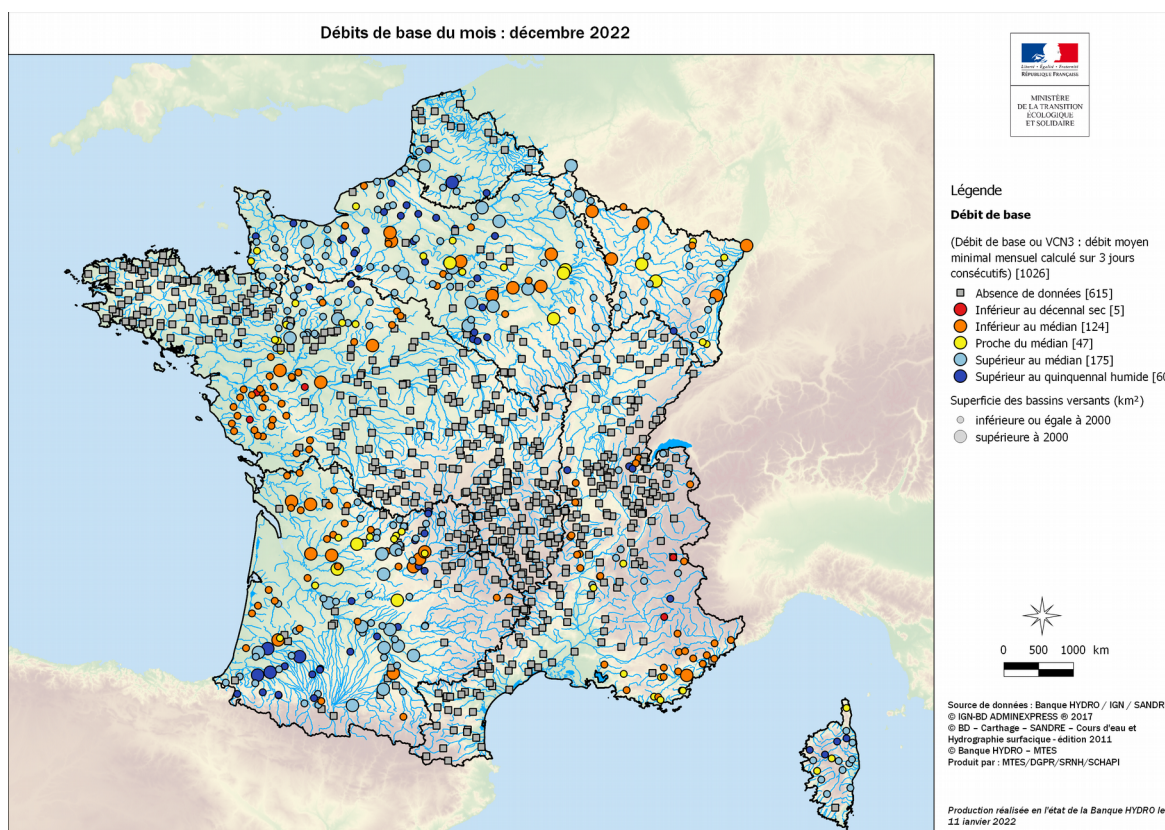 Débits de base du mois : décembre 2022
Liberté • Égalité • Fraternité
RÉPUBLIQUE FRANÇAISE
MINISTÈRE
DE LA TRANSITION
ÉCOLOGIQUE
ET SOLIDAIRE
Légende
Débit de base
(Débit de base ou VCN3 : débit moyen
minimal mensuel calculé sur 3 jours
consécutifs) [1026]
Absence de données [615]
Inférieur au décennal sec [5]
Inférieur au médian [124]
Proche du médian [47]
Supérieur au médian [175]
Supérieur au quinquennal humide [60
Superficie des bassins versants (km²)
inférieure ou égale à 2000
supérieure à 2000
0 500 1000 km
Source de données : Banque HYDRO / IGN / SANDR
© IGN-BD ADMINEXPRESS ® 2017
© BD – Carthage – SANDRE – Cours d'eau et
Hydrographie surfacique - édition 2011
© Banque HYDRO – MTES
Produit par : MTES/DGPR/SRNH/SCHAPI
Production réalisée en l'état de la Banque HYDRO le
11 janvier 2022